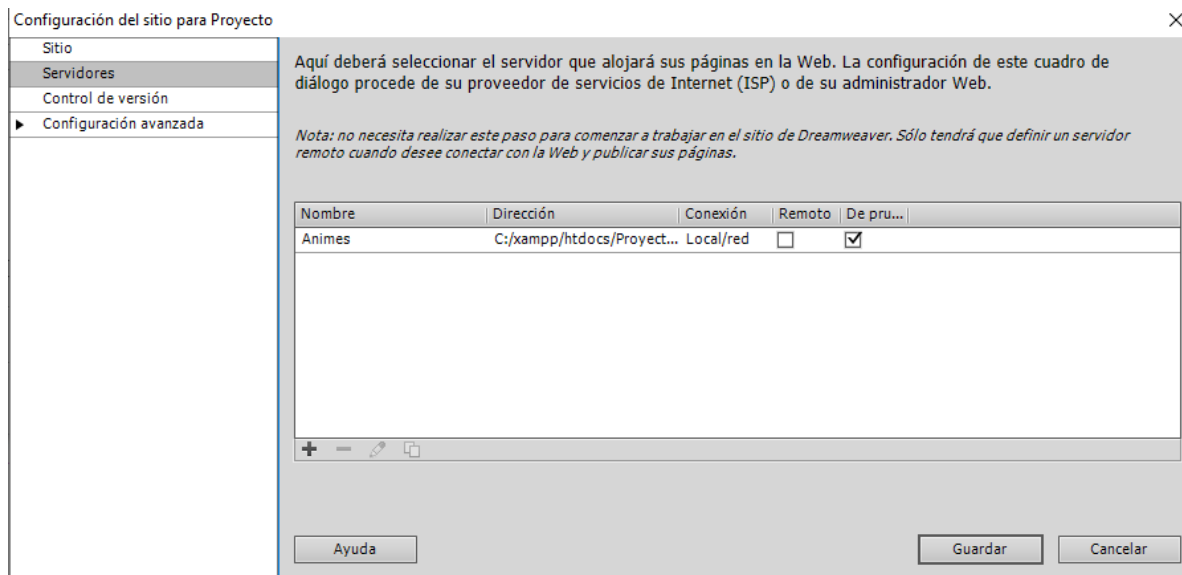 Configuración del sitio para Proyecto
Sitio
Servidores
Control de versión
Configuración avanzada
Aquí deberá seleccionar el servidor que alojará sus páginas en la Web. La configuración de este cuadro de
diálogo procede de su proveedor de servicios de Internet (ISP) o de su administrador Web.
Nota: no necesita realizar este paso para comenzar a trabajar en el sitio de Dreamweaver. Sólo tendrá que definir un servidor
remoto cuando desee conectar con la Web y publicar sus páginas.
Nombre Dirección Conexión Remoto De pru...
Animes C:/xampp/htdocs/Proyect... Local/red
Ayuda Guardar Cancelar